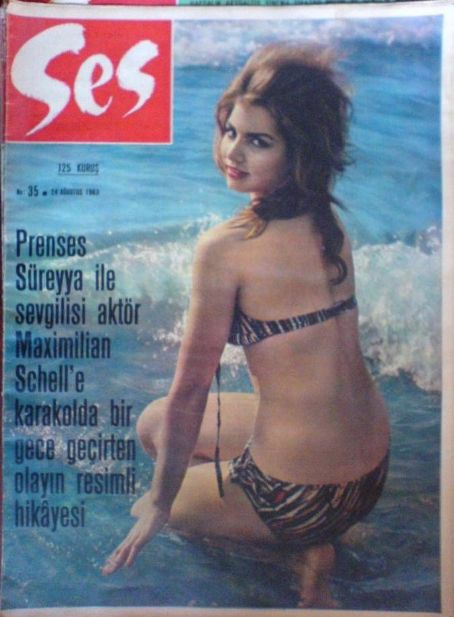 Ses
125 KURUŞ
No: 35 • 24 AĞUSTOS 1963
Prenses
Süreyya ile
sevgilisi aktör
Maximilian
Schell'e
karakolda bir
gece geçirten
olayın resimli
hikâyesi